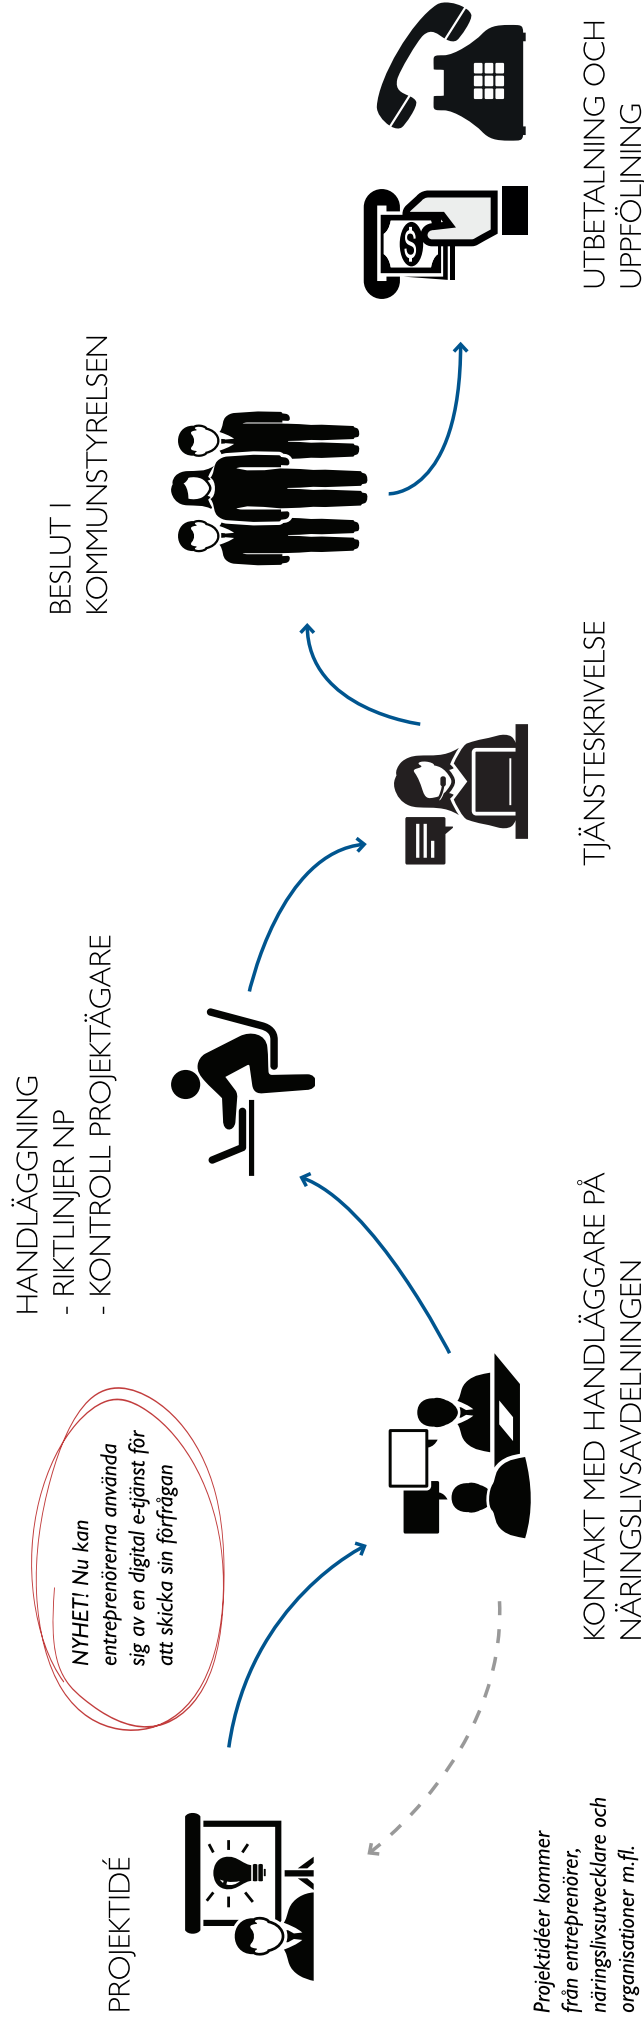 PROJEKTIDÉ
Projektidéer kommer
från entreprenörer,
näringslivsutvecklare och
organisationer m.fl.
NYHET! Nu kan
entreprenörerna använda
sig av en digital e-tjänst för
att skicka sin förfrågan
KONTAKT MED HANDLÄGGARE PÅ
NÄRINGSLIVSAVDELNINGEN
HANDLÄGGNING
- RIKTLINJER NP
- KONTROLL PROJEKTÄGARE
TJÄNSTESKRIVELSE
BESLUT I
KOMMUNSTYRELSEN
UTBETALNING OCH
UPPFÖLJNING